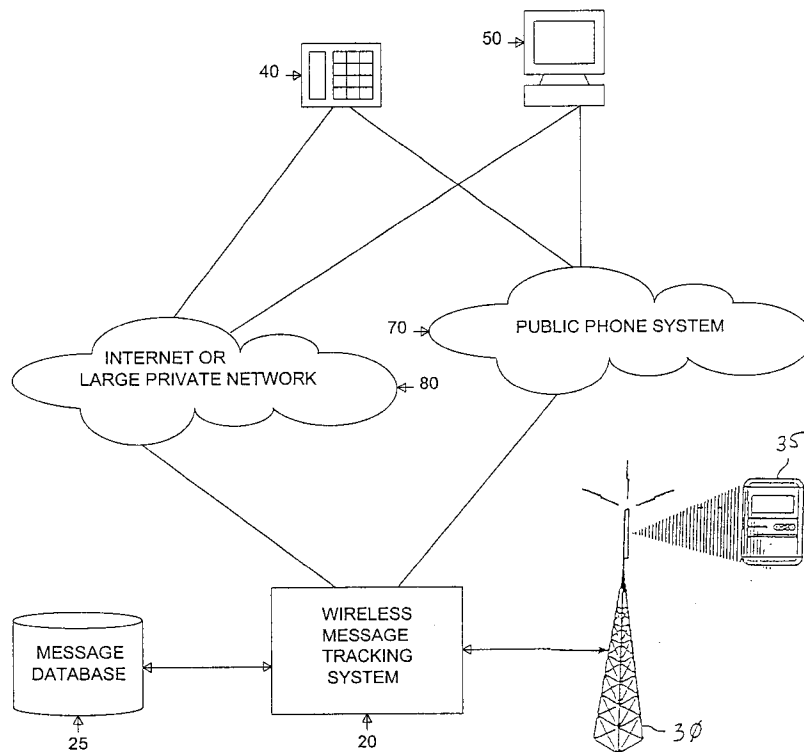 50
40
70
PUBLIC PHONE SYSTEM
INTERNET OR
LARGE PRIVATE NETWORK
80
35
MESSAGE
DATABASE
WIRELESS
MESSAGE
TRACKING
SYSTEM
25
20
30